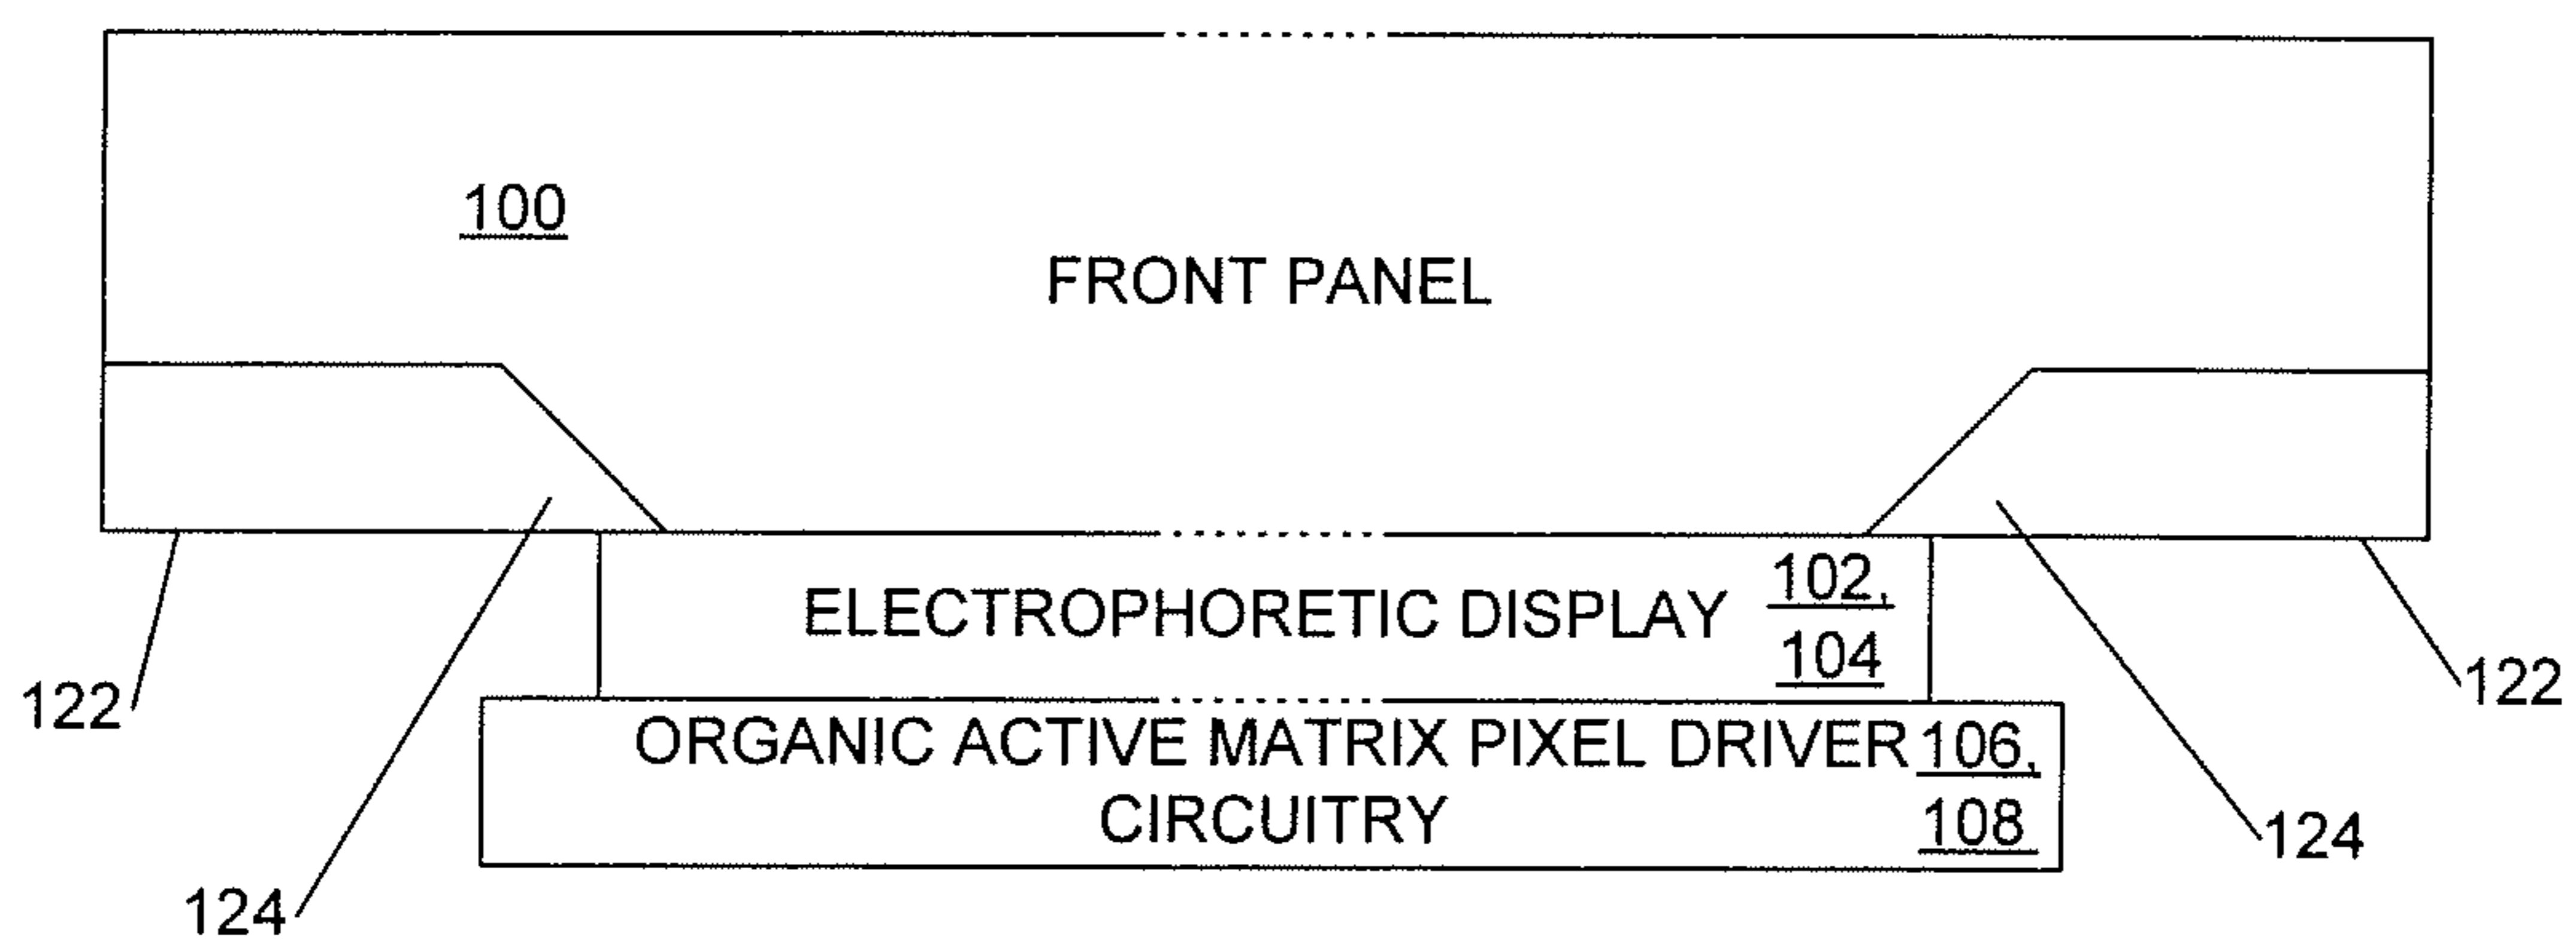 100
FRONT PANEL
ELECTROPHORETIC DISPLAY 102,
104
122
122
ORGANIC ACTIVE MATRIX PIXEL DRIVER 106,
CIRCUITRY 108
124
124